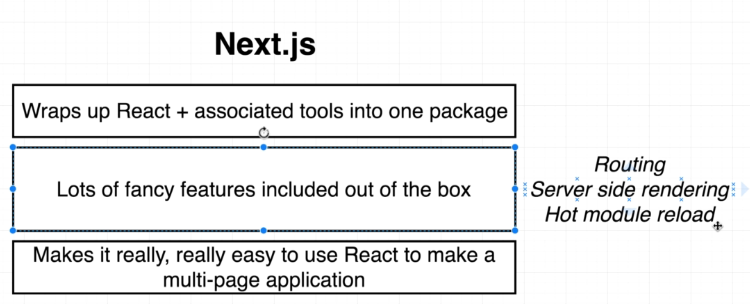 Next.js
Wraps up React + associated tools into one package
Lots of fancy features included out of the box
Routing
Server side rendering
Hot module reload
Makes it really, really easy to use React to make a
multi-page application